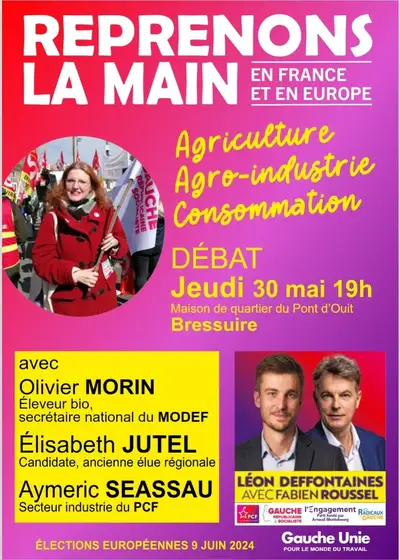 REPRENONS
LA MAIN
EN FRANCE
ET EN EUROPE
Agriculture
Agro-industrie
Consommation
DÉBAT
Jeudi 30 mai 19h
Maison de quartier du Pont d'Ouit
Bressuire
avec
Olivier MORIN
Éleveur bio,
secrétaire national du MODEF
Élisabeth JUTEL
Candidate, ancienne élue régionale
Aymeric SEASSAU
Secteur industrie du PCF
LÉON DEFFONTAINES
AVEC FABIEN ROUSSEL
PCF
GAUCHE
RÉPUBLICAINE
& SOCIALISTE
l'Engagement
Parti fondé par
Arnaud Montebourg
RADICAUX
GAUCHE
ÉLECTIONS EUROPÉENNES 9 JUIN 2024
Gauche Unie
POUR LE MONDE DU TRAVAIL